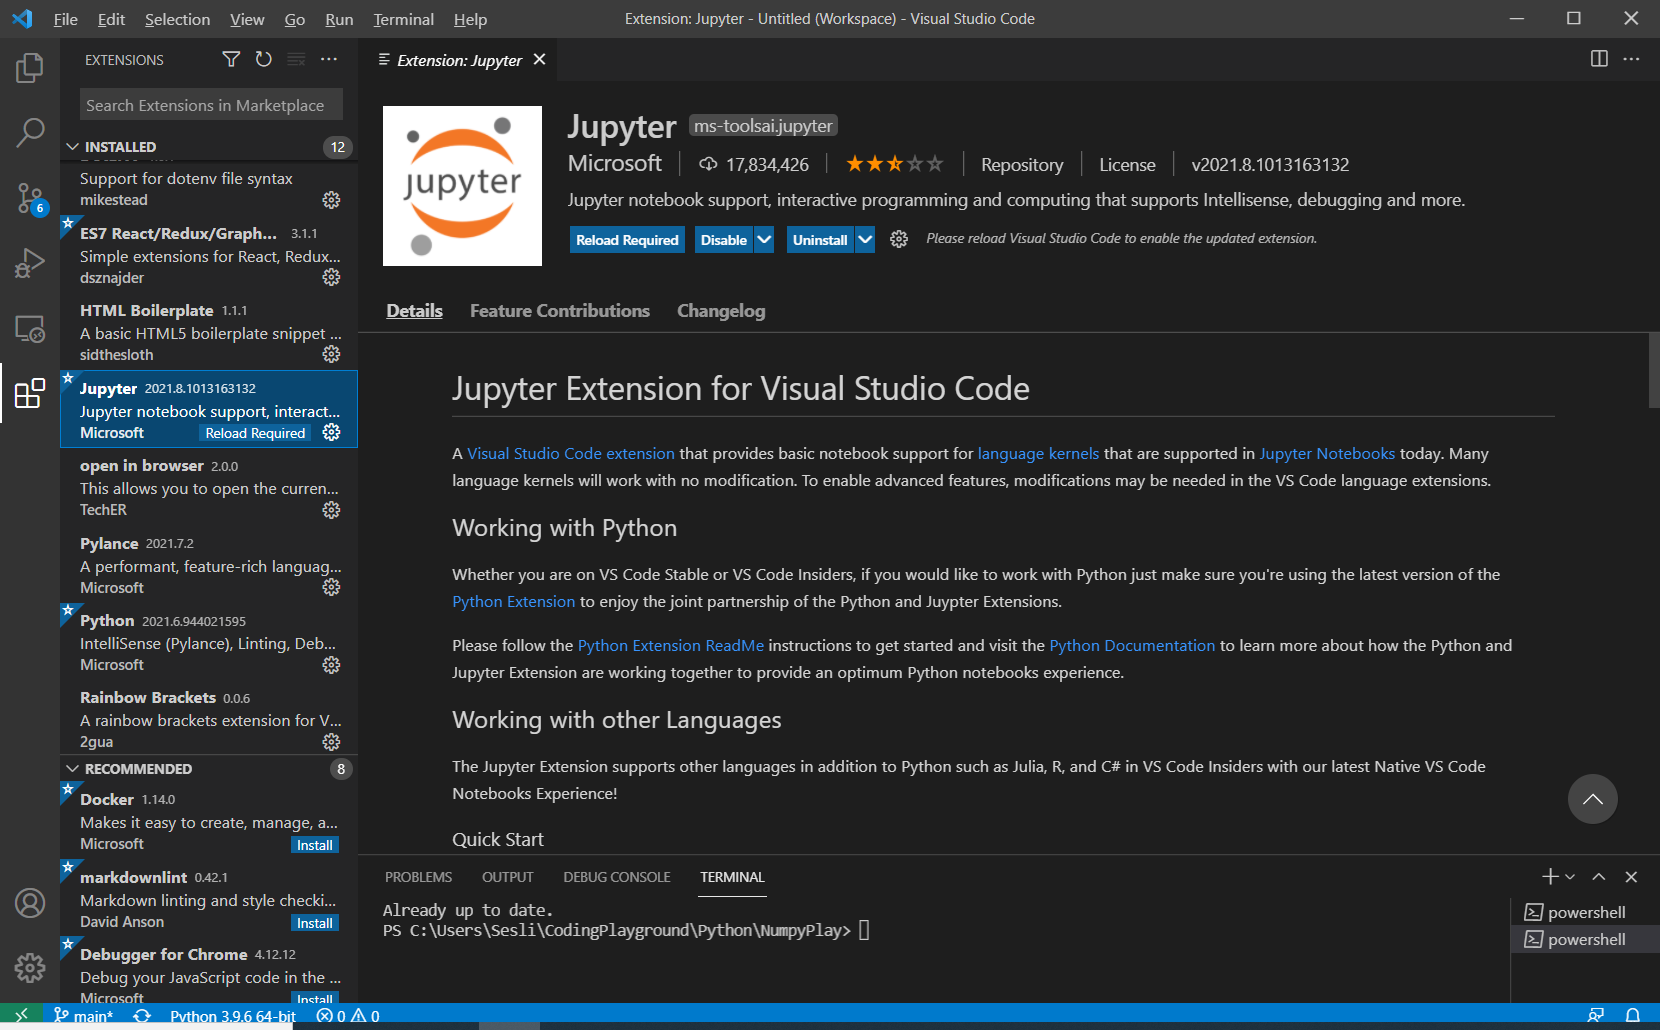 File Edit Selection View Go Run Terminal Help
Extension: Jupyter - Untitled (Workspace) - Visual Studio Code
EXTENSIONS
Search Extensions in Marketplace
INSTALLED 12
Support for dotenv file syntax
mikestead
6
ES7 React/Redux/Graph... 3.1.1
Simple extensions for React, Redux...
dsznajder
HTML Boilerplate 1.1.1
A basic HTML5 boilerplate snippet ...
sidthesloth
Jupyter 2021.8.1013163132
Jupyter notebook support, interact...
Microsoft Reload Required
open in browser 2.0.0
This allows you to open the curren...
TechER
Pylance 2021.7.2
A performant, feature-rich languag...
Microsoft
Python 2021.6.944021595
IntelliSense (Pylance), Linting, Deb...
Microsoft
Rainbow Brackets 0.0.6
A rainbow brackets extension for V...
2gua
RECOMMENDED 8
Docker 1.14.0
Makes it easy to create, manage, a...
Microsoft Install
markdownlint 0.42.1
Markdown linting and style checki...
David Anson Install
Debugger for Chrome 4.12.12
Debug your JavaScript code in the ...
Microsoft Install
Extension: Jupyter
jupyter
Jupyter ms-toolsai.jupyter
Microsoft 17,834,426 Repository License v2021.8.1013163132
Jupyter notebook support, interactive programming and computing that supports Intellisense, debugging and more.
Reload Required Disable Uninstall Please reload Visual Studio Code to enable the updated extension.
Details Feature Contributions Changelog
Jupyter Extension for Visual Studio Code
A Visual Studio Code extension that provides basic notebook support for language kernels that are supported in Jupyter Notebooks today. Many
language kernels will work with no modification. To enable advanced features, modifications may be needed in the VS Code language extensions.
Working with Python
Whether you are on VS Code Stable or VS Code Insiders, if you would like to work with Python just make sure you're using the latest version of the
Python Extension to enjoy the joint partnership of the Python and Juypter Extensions.
Please follow the Python Extension ReadMe instructions to get started and visit the Python Documentation to learn more about how the Python and
Jupyter Extension are working together to provide an optimum Python notebooks experience.
Working with other Languages
The Jupyter Extension supports other languages in addition to Python such as Julia, R, and C# in VS Code Insiders with our latest Native VS Code
Notebooks Experience!
Quick Start
PROBLEMS OUTPUT DEBUG CONSOLE TERMINAL
Already up to date.
PS C:\Users\Sesli\CodingPlayground\Python\NumpyPlay>
powershell
powershell
main* Python 3.9.6 64-bit 0 0